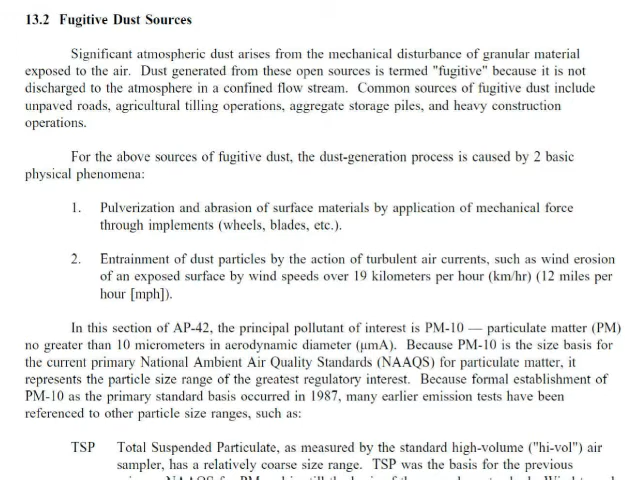 13.2 Fugitive Dust Sources
Significant atmospheric dust arises from the mechanical disturbance of granular material
exposed to the air. Dust generated from these open sources is termed "fugitive" because it is not
discharged to the atmosphere in a confined flow stream. Common sources of fugitive dust include
unpaved roads, agricultural tilling operations, aggregate storage piles, and heavy construction
operations.
For the above sources of fugitive dust, the dust-generation process is caused by 2 basic
physical phenomena:
1. Pulverization and abrasion of surface materials by application of mechanical force
through implements (wheels, blades, etc.).
2. Entrainment of dust particles by the action of turbulent air currents, such as wind erosion
of an exposed surface by wind speeds over 19 kilometers per hour (km/hr) (12 miles per
hour [mph]).
In this section of AP-42, the principal pollutant of interest is PM-10 — particulate matter (PM)
no greater than 10 micrometers in aerodynamic diameter (µmA). Because PM-10 is the size basis for
the current primary National Ambient Air Quality Standards (NAAQS) for particulate matter, it
represents the particle size range of the greatest regulatory interest. Because formal establishment of
PM-10 as the primary standard basis occurred in 1987, many earlier emission tests have been
referenced to other particle size ranges, such as:
TSP Total Suspended Particulate, as measured by the standard high-volume ("hi-vol") air
sampler, has a relatively coarse size range. TSP was the basis for the previous